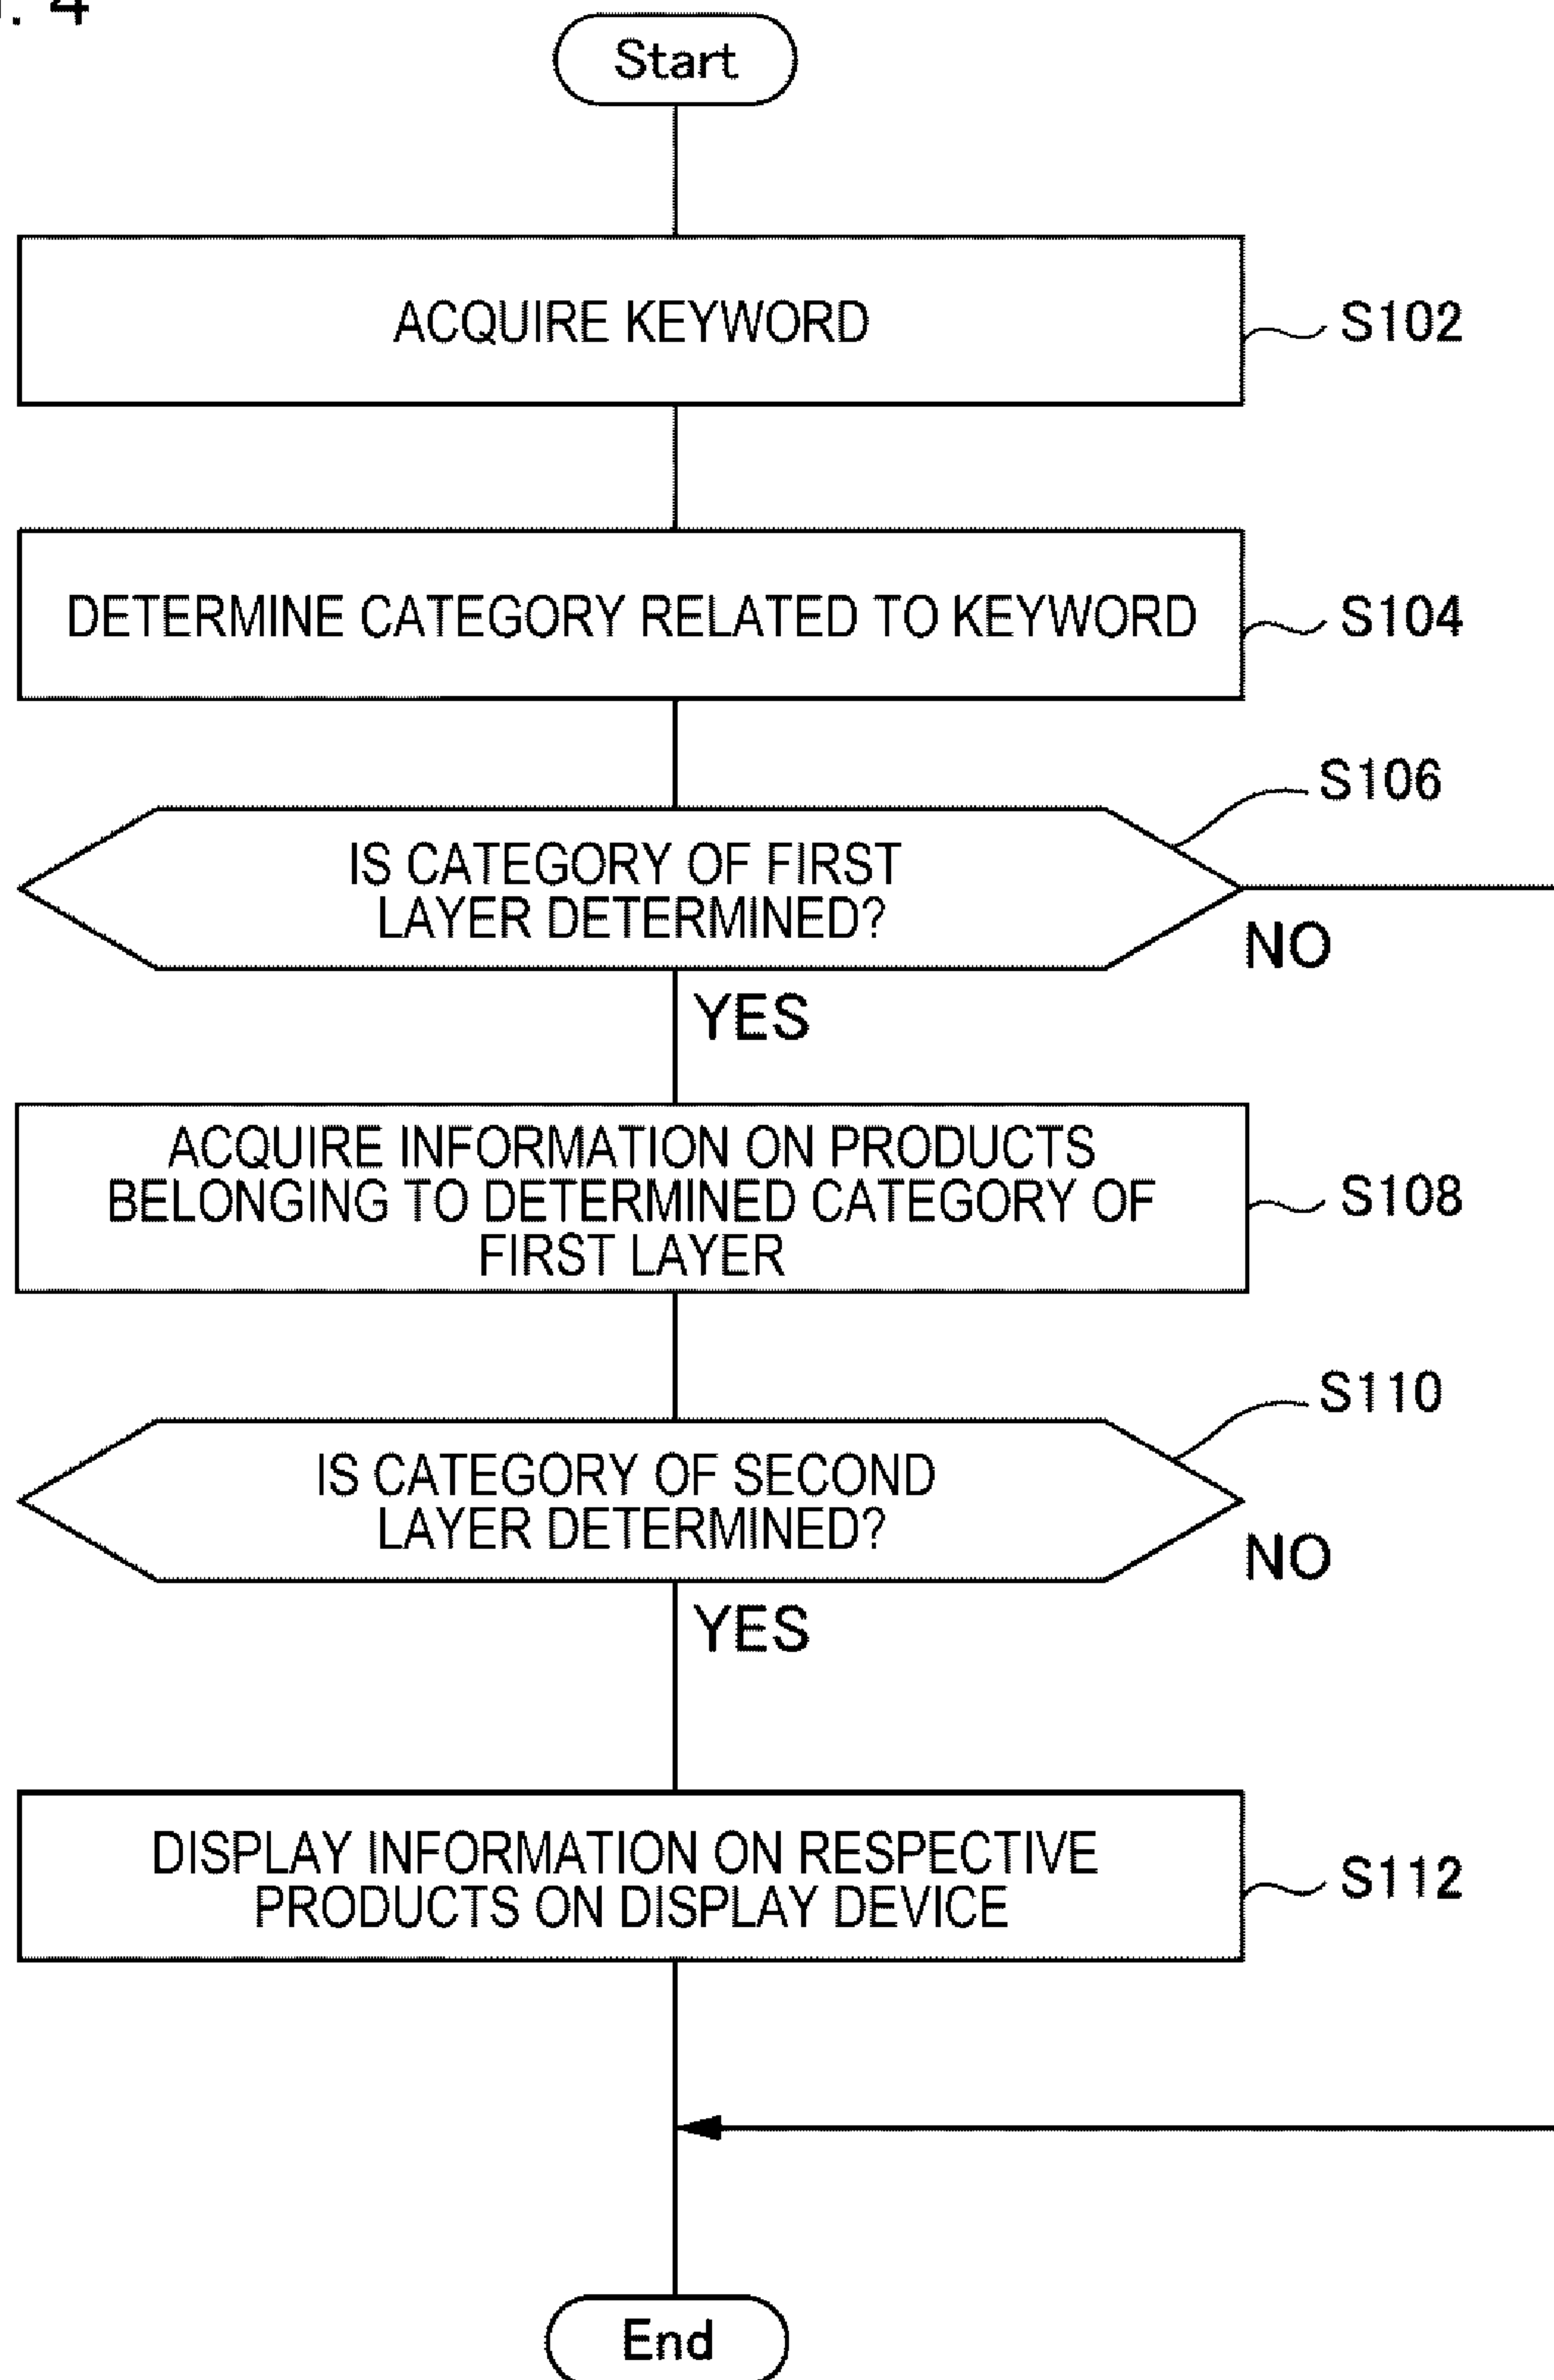 . 4
Start
ACQUIRE KEYWORD
S102
DETERMINE CATEGORY RELATED TO KEYWORD
S104
S106
IS CATEGORY OF FIRST
LAYER DETERMINED?
NO
YES
ACQUIRE INFORMATION ON PRODUCTS
BELONGING TO DETERMINED CATEGORY OF
FIRST LAYER
S108
S110
IS CATEGORY OF SECOND
LAYER DETERMINED?
NO
YES
DISPLAY INFORMATION ON RESPECTIVE
PRODUCTS ON DISPLAY DEVICE
S112
End